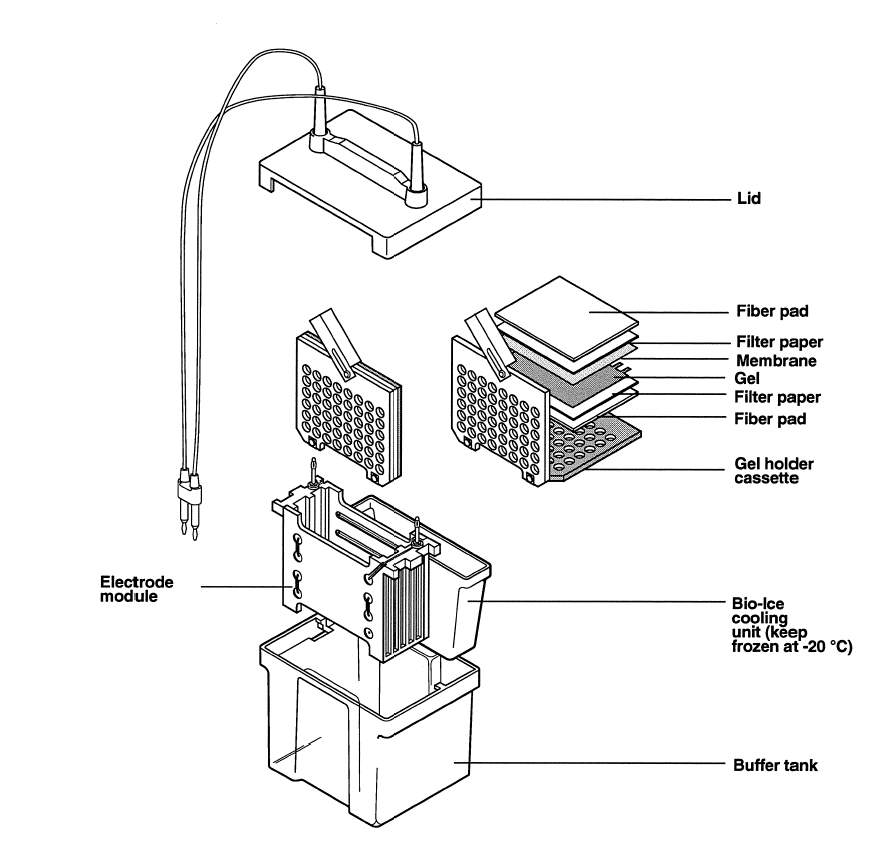 Lid
Fiber pad
Filter paper
Membrane
Gel
Filter paper
Fiber pad
Gel holder
cassette
Electrode
module
Bio-Ice
cooling
unit (keep
frozen at -20 °C)
Buffer tank